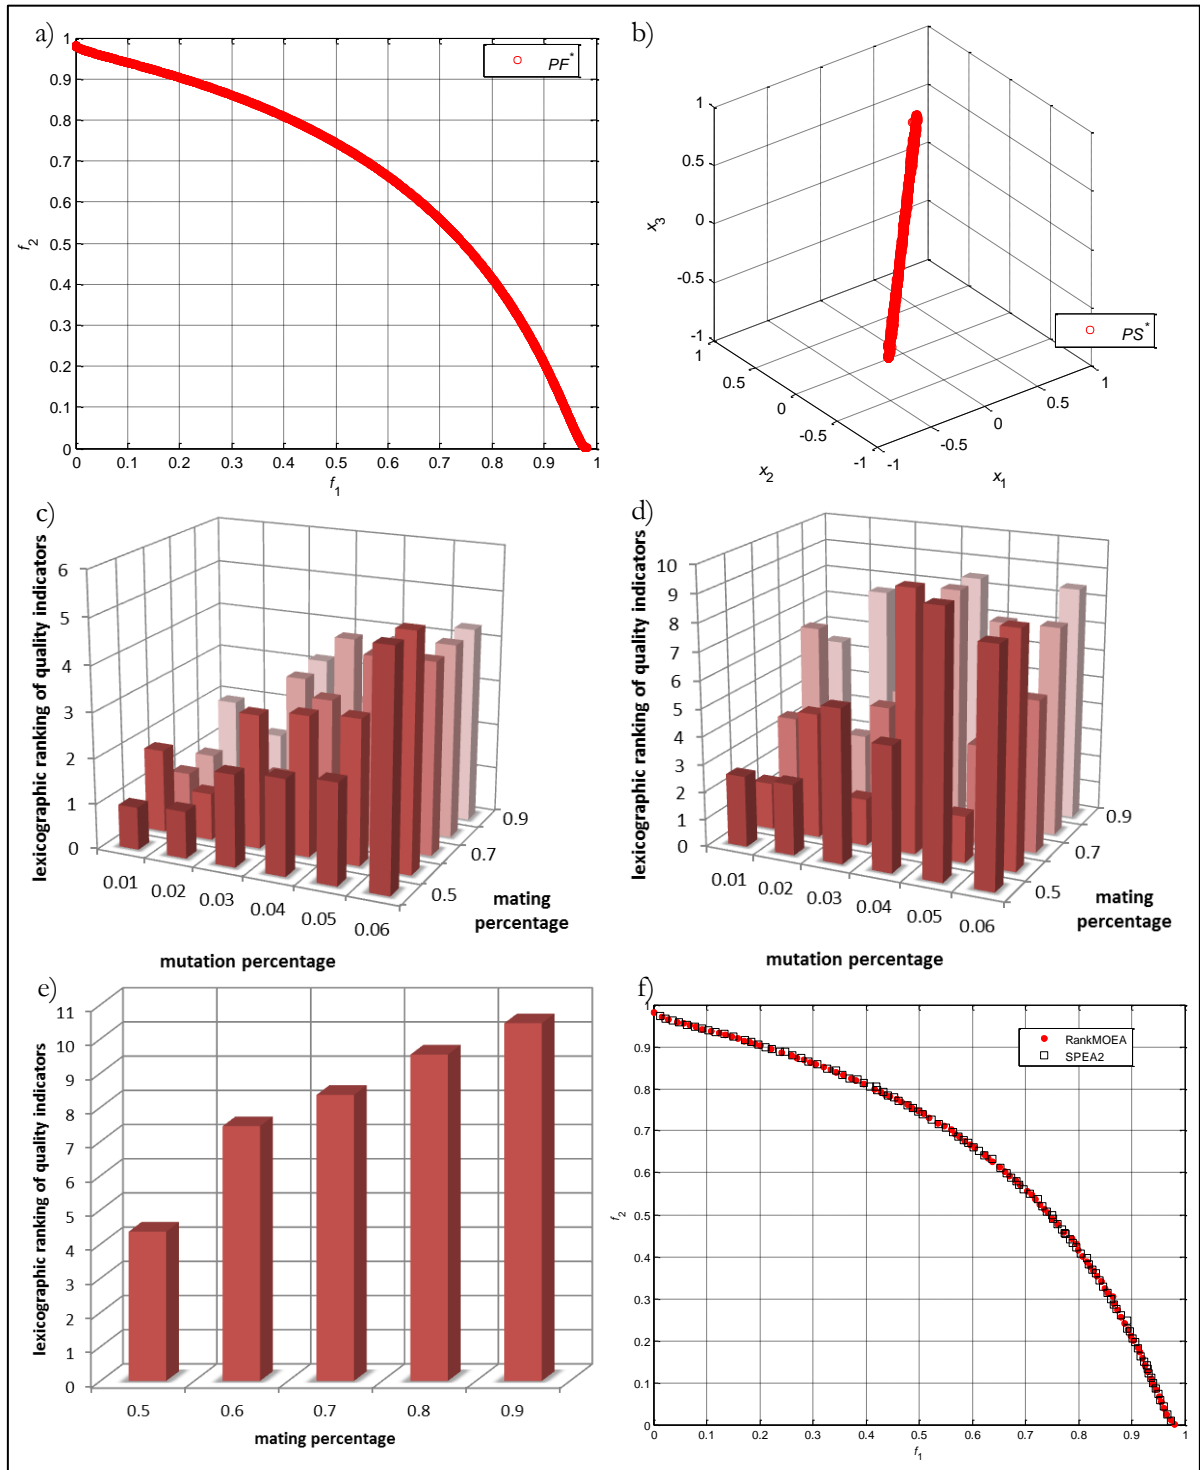 a)
1
0.9
0.8
0.7
0.6
0.5
0.4
0.3
0.2
0.1
0
f2
PF*
0 0.1 0.2 0.3 0.4 0.5 0.6 0.7 0.8 0.9 1
f1
b)
1
0.5
0
-0.5
-1
x3
PS*
1 0.5 0 -0.5 -1
x2
-1 -0.5 0 0.5 1
x1
c)
lexicographic ranking of quality indicators
6
5
4
3
2
1
0
0.01 0.02 0.03 0.04 0.05 0.06
mutation percentage
0.5 0.7 0.9
mating
percentage
d)
lexicographic ranking of quality indicators
10
9
8
7
6
5
4
3
2
1
0
0.01 0.02 0.03 0.04 0.05 0.06
mutation percentage
0.5 0.7 0.9
mating
percentage
e)
lexicographic ranking of quality indicators
11
10
9
8
7
6
5
4
3
2
1
0
0.5 0.6 0.7 0.8 0.9
mating percentage
f)
1
0.9
0.8
0.7
0.6
0.5
0.4
0.3
0.2
0.1
0
f2
RankMOEA
SPEA2
0 0.1 0.2 0.3 0.4 0.5 0.6 0.7 0.8 0.9 1
f1